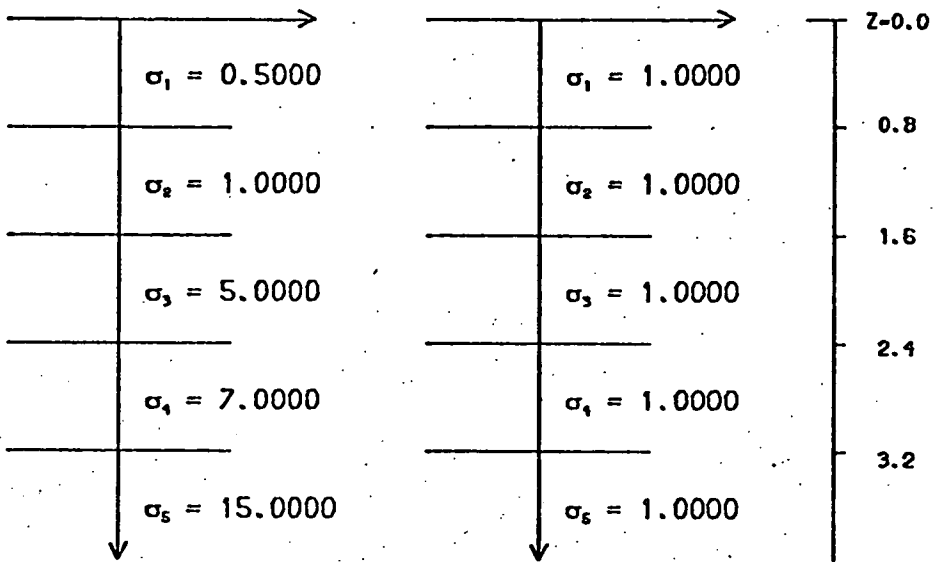 Z=0.0
σ₁ = 0.5000
σ₁ = 1.0000
0.8
σ₂ = 1.0000
σ₂ = 1.0000
1.6
σ₃ = 5.0000
σ₃ = 1.0000
2.4
σ₄ = 7.0000
σ₄ = 1.0000
3.2
σ₅ = 15.0000
σ₅ = 1.0000